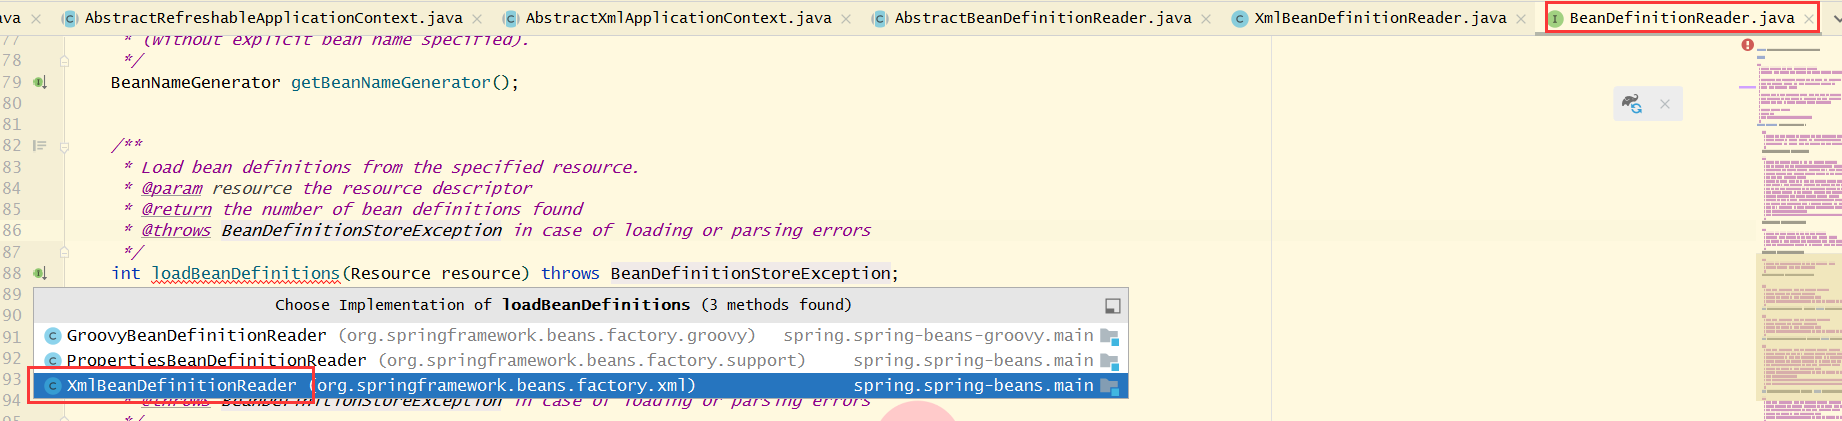 ava × AbstractRefreshableApplicationContext.java × AbstractXmlApplicationContext.java × AbstractBeanDefinitionReader.java × XmlBeanDefinitionReader.java × I BeanDefinitionReader.java ×
77 * (without explicit bean name specified).
78 */
79 BeanNameGenerator getBeanNameGenerator();
80
81
82 /**
83 * Load bean definitions from the specified resource.
84 * @param resource the resource descriptor
85 * @return the number of bean definitions found
86 * @throws BeanDefinitionStoreException in case of loading or parsing errors
87 */
88 int loadBeanDefinitions(Resource resource) throws BeanDefinitionStoreException;
89
90 Choose Implementation of loadBeanDefinitions (3 methods found)
91 C GroovyBeanDefinitionReader (org.springframework.beans.factory.groovy) spring.spring-beans-groovy.main
92 C PropertiesBeanDefinitionReader (org.springframework.beans.factory.support) spring.spring-beans.main
93 C XmlBeanDefinitionReader (org.springframework.beans.factory.xml) spring.spring-beans.main
94 * @throws BeanDefinitionStoreException in case of loading or parsing errors
95 */